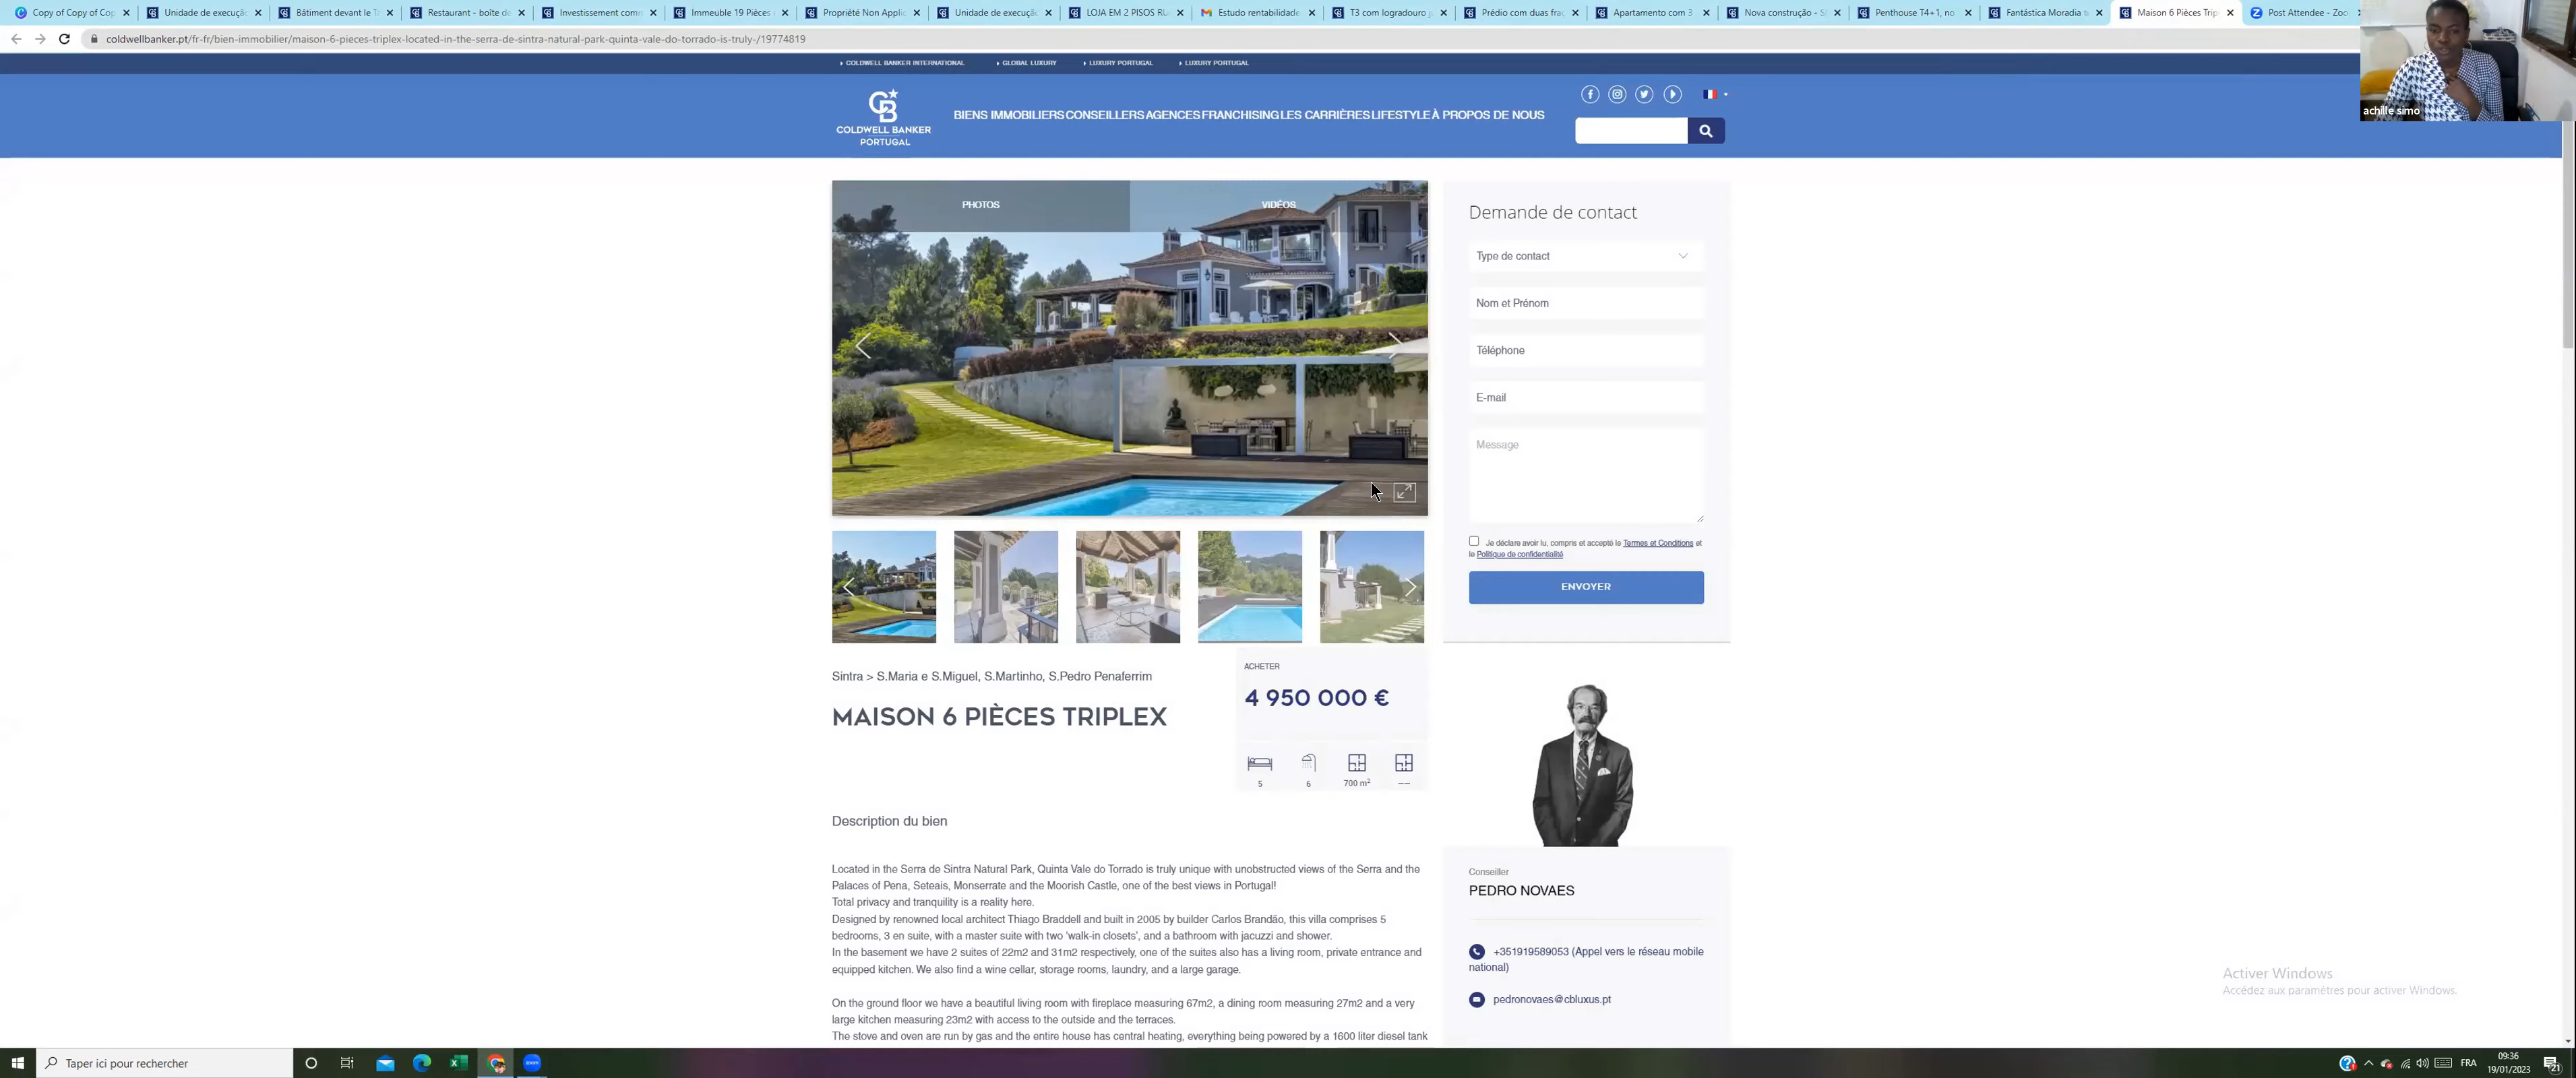 Copy of Copy of Cop
Unidade de execução
Bâtiment devant le T
Restaurant - boîte de
Investissement comm
Immeuble 19 Pièces
Propriété Non Applic
Unidade de execução
LOJA EM 2 PISOS RU
Estudo rentabilidade
T3 com logradouro
Prédio com duas fraç
Apartamento com 3
Nova construção - S
Penthouse T4+1, no
Fantástica Moradia
Maison 6 Pièces Trip
Post Attendee - Zoo
coldwellbanker.pt/fr-fr/bien-immobilier/maison-6-pieces-triplex-located-in-the-serra-de-sintra-natural-park-quinta-vale-do-torrado-is-truly-/19774819
achille simo
COLDWELL BANKER INTERNATIONAL
GLOBAL LUXURY
LUXURY PORTUGAL
LUXURY PORTUGAL
CB
COLDWELL BANKER
PORTUGAL
BIENS IMMOBILIERS CONSEILLERS AGENCES FRANCHISING LES CARRIÈRES LIFESTYLE À PROPOS DE NOUS
PHOTOS
VIDÉOS
Demande de contact
Type de contact
Nom et Prénom
Téléphone
E-mail
Message
Je déclare avoir lu, compris et accepté le Termes et Conditions et
le Politique de confidentialité
ENVOYER
Sintra > S.Maria e S.Miguel, S.Martinho, S.Pedro Penaferrim
MAISON 6 PIÈCES TRIPLEX
ACHETER
4 950 000 €
5
6
700 m²
--
Description du bien
Located in the Serra de Sintra Natural Park, Quinta Vale do Torrado is truly unique with unobstructed views of the Serra and the
Palaces of Pena, Seteais, Monserrate and the Moorish Castle, one of the best views in Portugal!
Total privacy and tranquility is a reality here.
Designed by renowned local architect Thiago Braddell and built in 2005 by builder Carlos Brandão, this villa comprises 5
bedrooms, 3 en suite, with a master suite with two 'walk-in closets', and a bathroom with jacuzzi and shower.
In the basement we have 2 suites of 22m2 and 31m2 respectively, one of the suites also has a living room, private entrance and
equipped kitchen. We also find a wine cellar, storage rooms, laundry, and a large garage.
On the ground floor we have a beautiful living room with fireplace measuring 67m2, a dining room measuring 27m2 and a very
large kitchen measuring 23m2 with access to the outside and the terraces.
The stove and oven are run by gas and the entire house has central heating, everything being powered by a 1600 liter diesel tank
Conseiller
PEDRO NOVAES
+351919589053 (Appel vers le réseau mobile
national)
pedronovaes@cbluxus.pt
Activer Windows
Accédez aux paramètres pour activer Windows.
Taper ici pour rechercher
FRA
09:36
19/01/2023
21